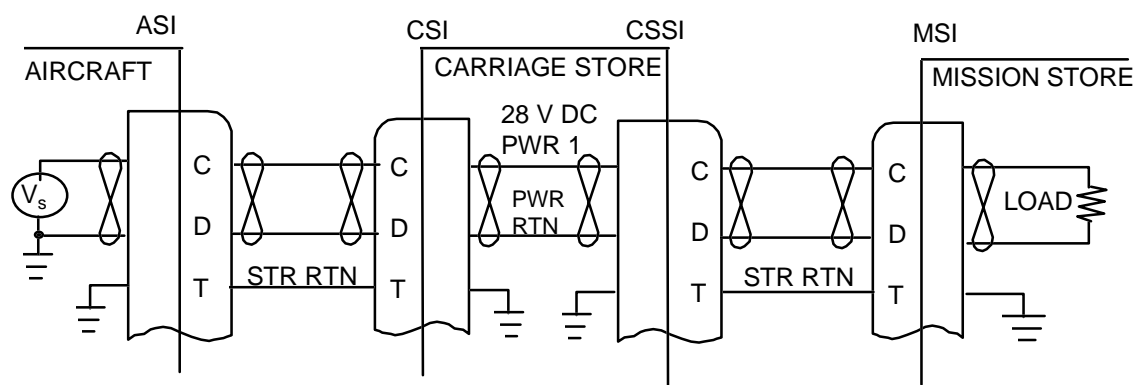 ASI CSI CSSI MSI
AIRCRAFT CARRIAGE STORE MISSION STORE
28 V DC
PWR 1
C C C C
Vs PWR LOAD
RTN
D D D D
STR RTN STR RTN
T T T T